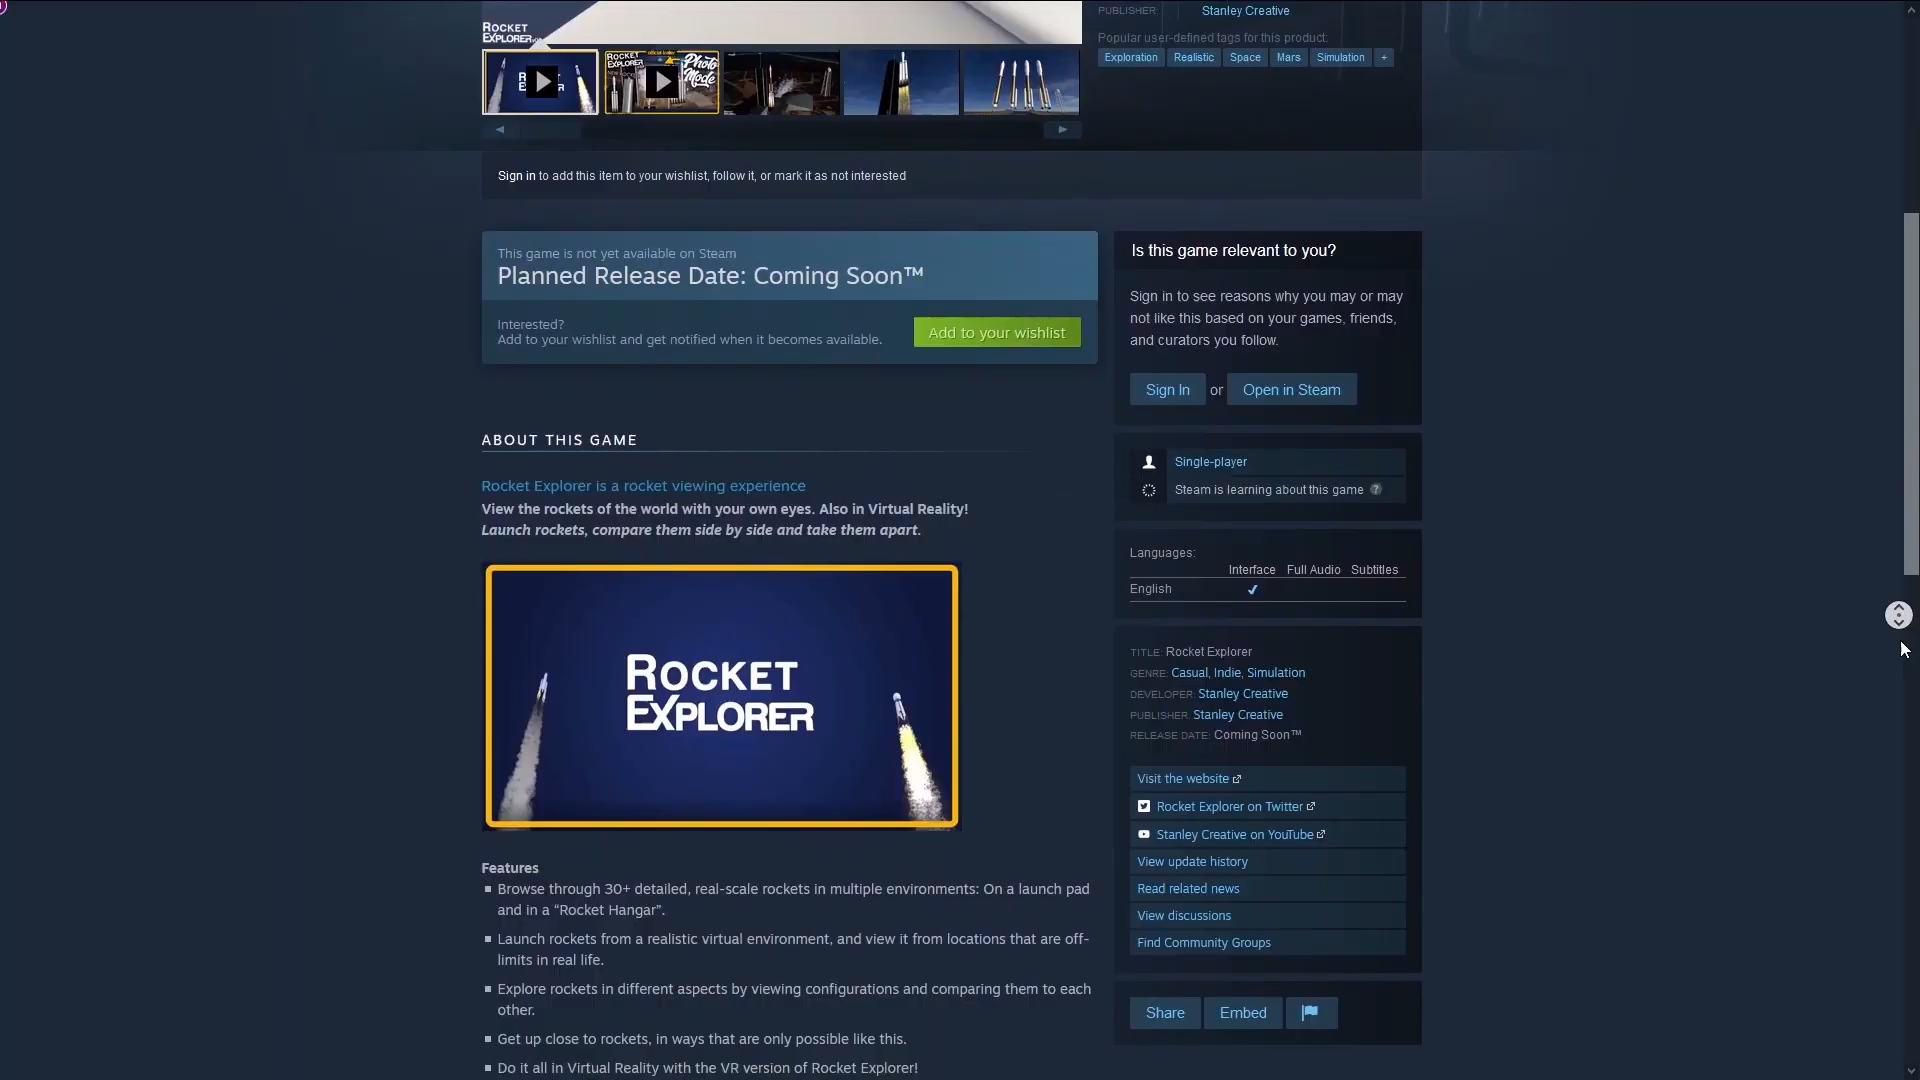 PUBLISHER: Stanley Creative
ROCKET
EXPLORER
Popular user-defined tags for this product:
Exploration Realistic Space Mars Simulation +
ROCKET
EXPLORER
Photo
Mode
Sign in to add this item to your wishlist, follow it, or mark it as not interested
This game is not yet available on Steam
Planned Release Date: Coming Soon™
Interested?
Add to your wishlist and get notified when it becomes available.
Add to your wishlist
Is this game relevant to you?
Sign in to see reasons why you may or may
not like this based on your games, friends,
and curators you follow.
Sign In or Open in Steam
ABOUT THIS GAME
Rocket Explorer is a rocket viewing experience
View the rockets of the world with your own eyes. Also in Virtual Reality!
Launch rockets, compare them side by side and take them apart.
ROCKET
EXPLORER
Features
▪ Browse through 30+ detailed, real-scale rockets in multiple environments: On a launch pad
and in a “Rocket Hangar”.
▪ Launch rockets from a realistic virtual environment, and view it from locations that are off-
limits in real life.
▪ Explore rockets in different aspects by viewing configurations and comparing them to each
other.
▪ Get up close to rockets, in ways that are only possible like this.
▪ Do it all in Virtual Reality with the VR version of Rocket Explorer!
Single-player
Steam is learning about this game ?
Languages:
Interface Full Audio Subtitles
English ✔
TITLE: Rocket Explorer
GENRE: Casual, Indie, Simulation
DEVELOPER: Stanley Creative
PUBLISHER: Stanley Creative
RELEASE DATE: Coming Soon™
Visit the website
Rocket Explorer on Twitter
Stanley Creative on YouTube
View update history
Read related news
View discussions
Find Community Groups
Share Embed